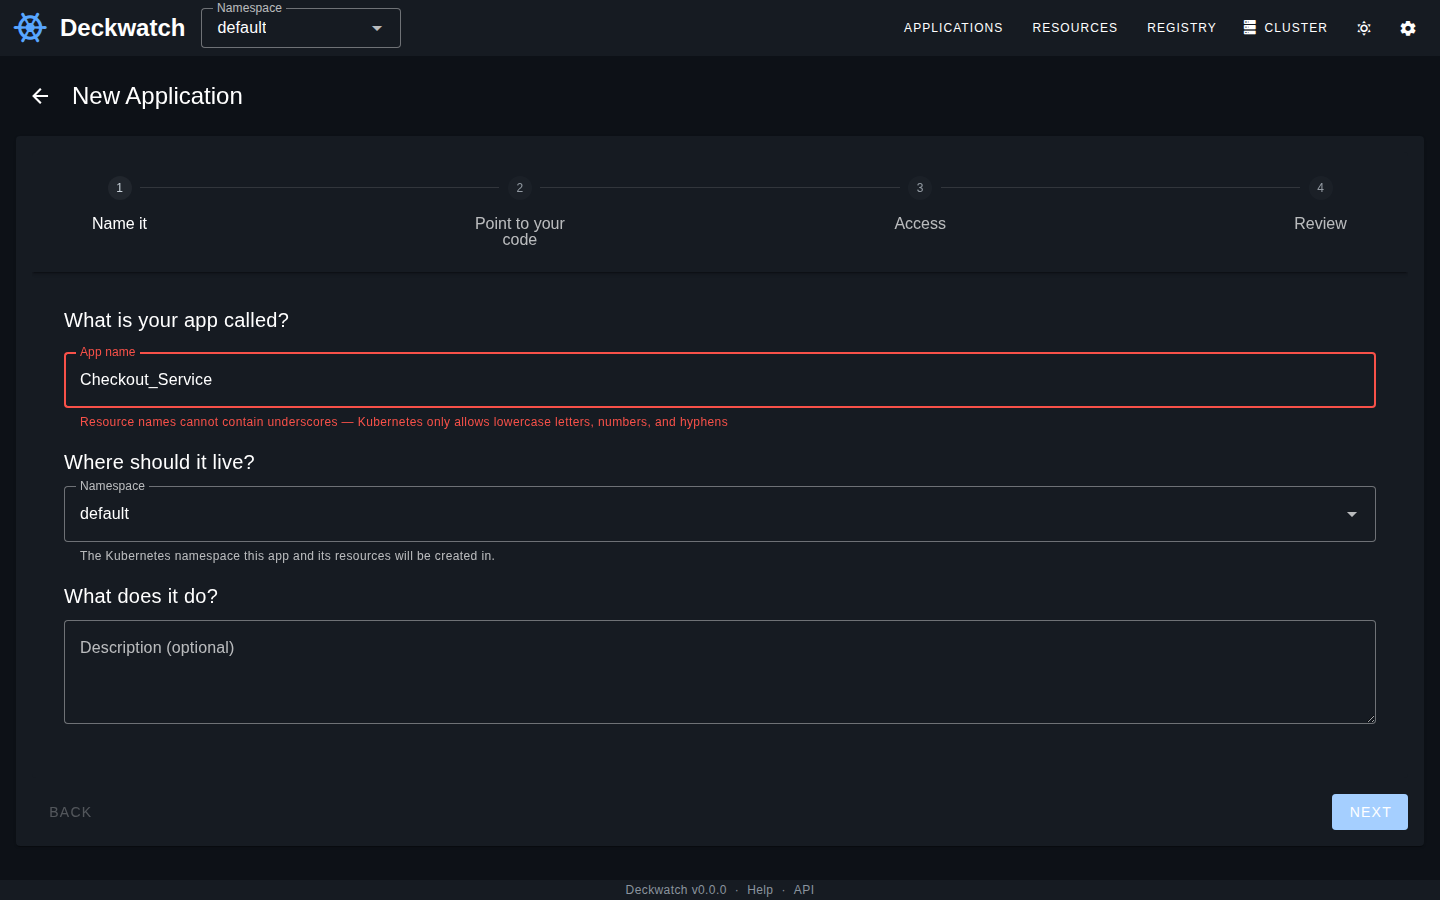 Deckwatch
Namespace
default
APPLICATIONS
RESOURCES
REGISTRY
CLUSTER
New Application
1
2
3
4
Name it
Point to your
code
Access
Review
What is your app called?
App name
Checkout_Service
Resource names cannot contain underscores — Kubernetes only allows lowercase letters, numbers, and hyphens
Where should it live?
Namespace
default
The Kubernetes namespace this app and its resources will be created in.
What does it do?
Description (optional)
BACK
NEXT
Deckwatch v0.0.0 · Help · API